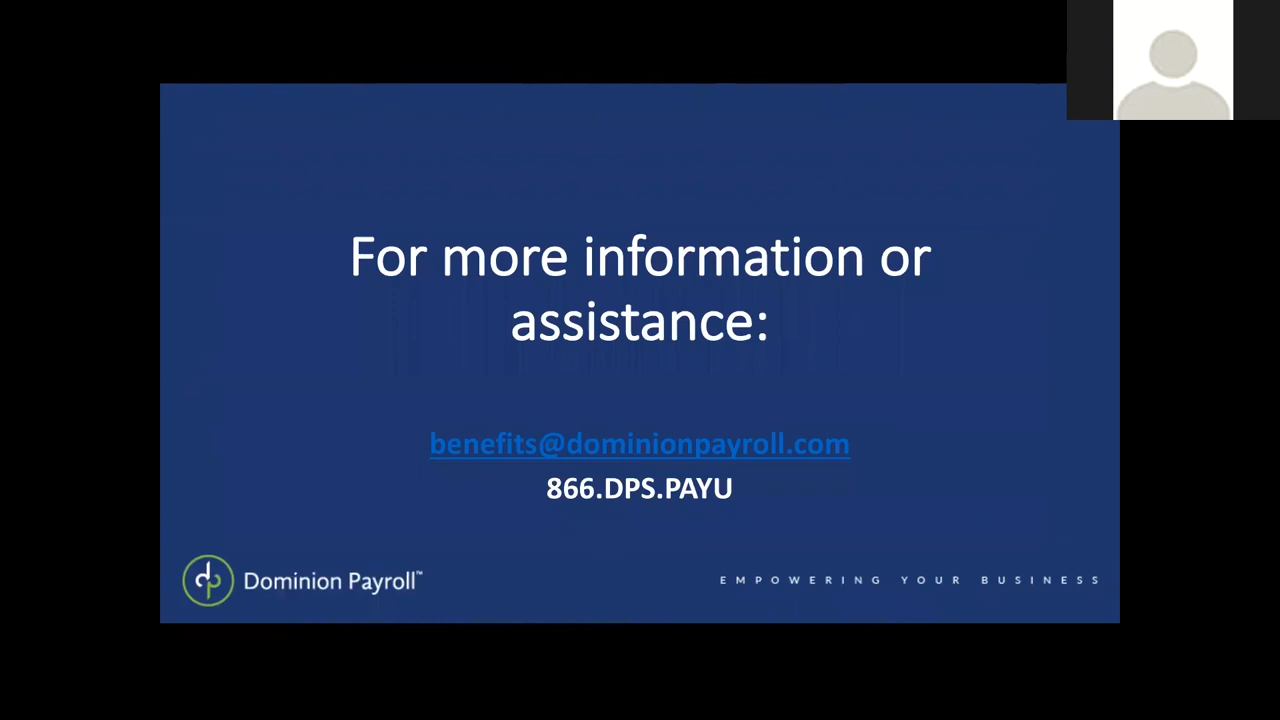 For more information or
assistance:
benefits@dominionpayroll.com
866.DPS.PAYU
Dominion Payroll™
EMPOWERING YOUR BUSINESS